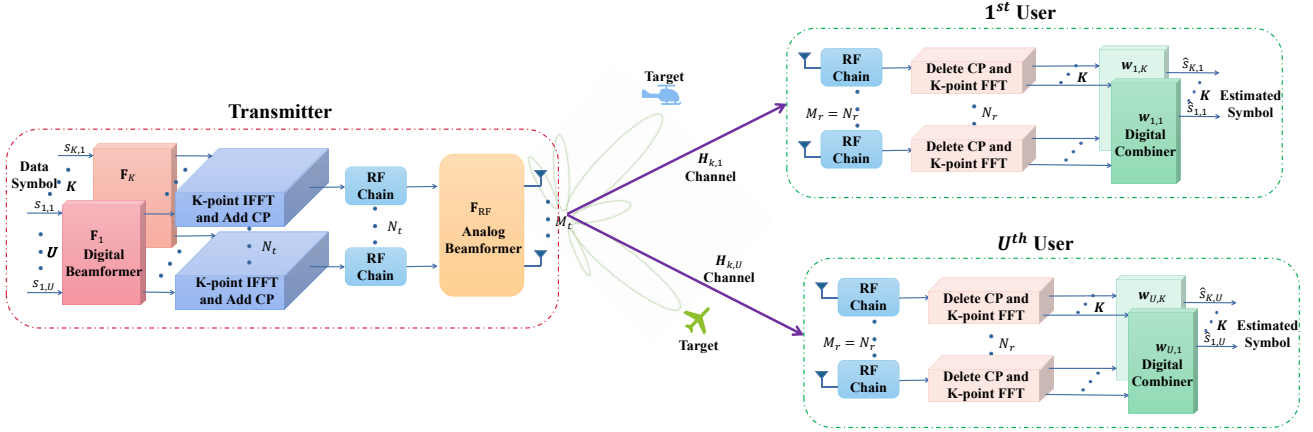 Transmitter
Data
Symbol
s_{K,1}
K
s_{1,1}
U
s_{1,U}
F_K
F_1
Digital
Beamformer
K-point IFFT
and Add CP
N_t
K-point IFFT
and Add CP
RF
Chain
N_t
RF
Chain
F_{RF}
Analog
Beamformer
M_t
Target
Target
H_{k,1}
Channel
H_{k,U}
Channel
1^{st} User
RF
Chain
M_r = N_r
RF
Chain
Delete CP and
K-point FFT
N_r
Delete CP and
K-point FFT
K
w_{1,K}
w_{1,1}
Digital
Combiner
ŝ_{K,1}
K
ŝ_{1,1}
Estimated
Symbol
U^{th} User
RF
Chain
M_r = N_r
RF
Chain
Delete CP and
K-point FFT
N_r
Delete CP and
K-point FFT
K
w_{U,K}
w_{U,1}
Digital
Combiner
ŝ_{K,U}
K
ŝ_{1,U}
Estimated
Symbol